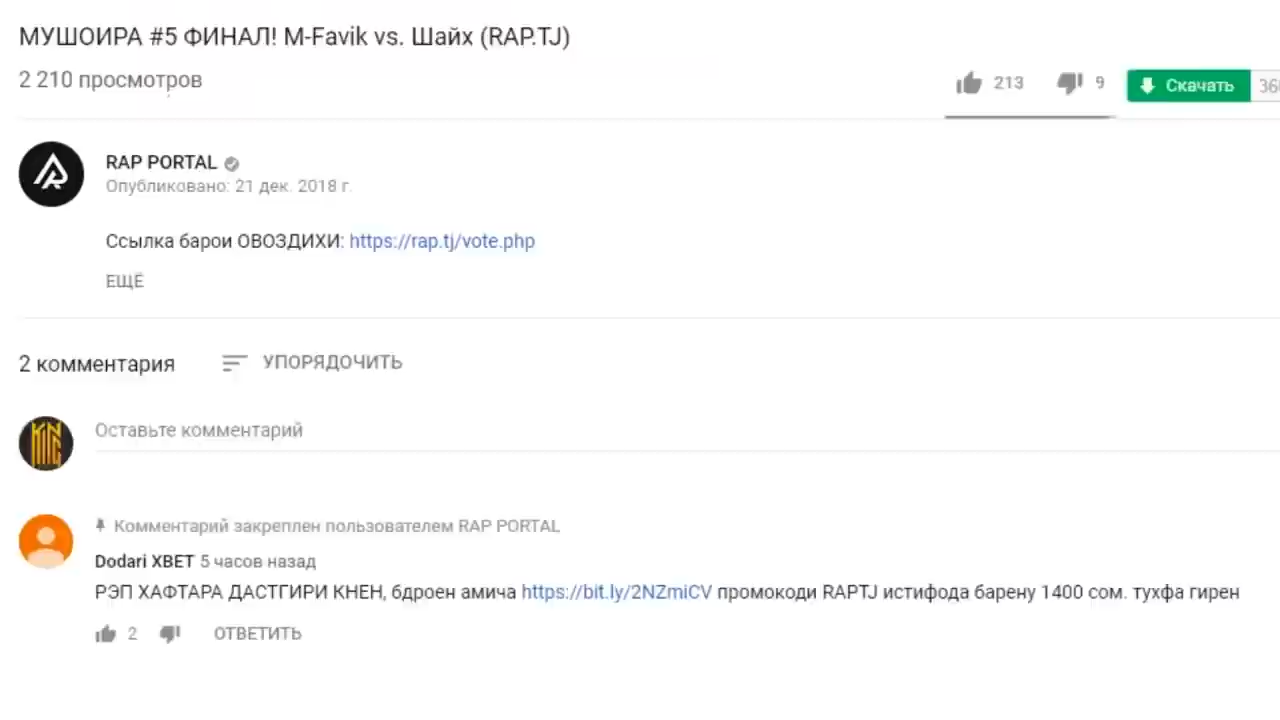 МУШОИРА #5 ФИНАЛ! M-Favik vs. Шайх (RAP.TJ)
2 210 просмотров
213
9
Скачать
RAP PORTAL
Опубликовано: 21 дек. 2018 г.
Ссылка барои ОВОЗДИХИ: https://rap.tj/vote.php
ЕЩЁ
2 комментария
УПОРЯДОЧИТЬ
Оставьте комментарий
Комментарий закреплен пользователем RAP PORTAL
Dodari XBET 5 часов назад
РЭП ХАФТАРА ДАСТГИРИ КНЕН, бдроен амича https://bit.ly/2NZmiCV промокоди RAPTJ истифода барену 1400 сом. тухфа гирен
2
ОТВЕТИТЬ